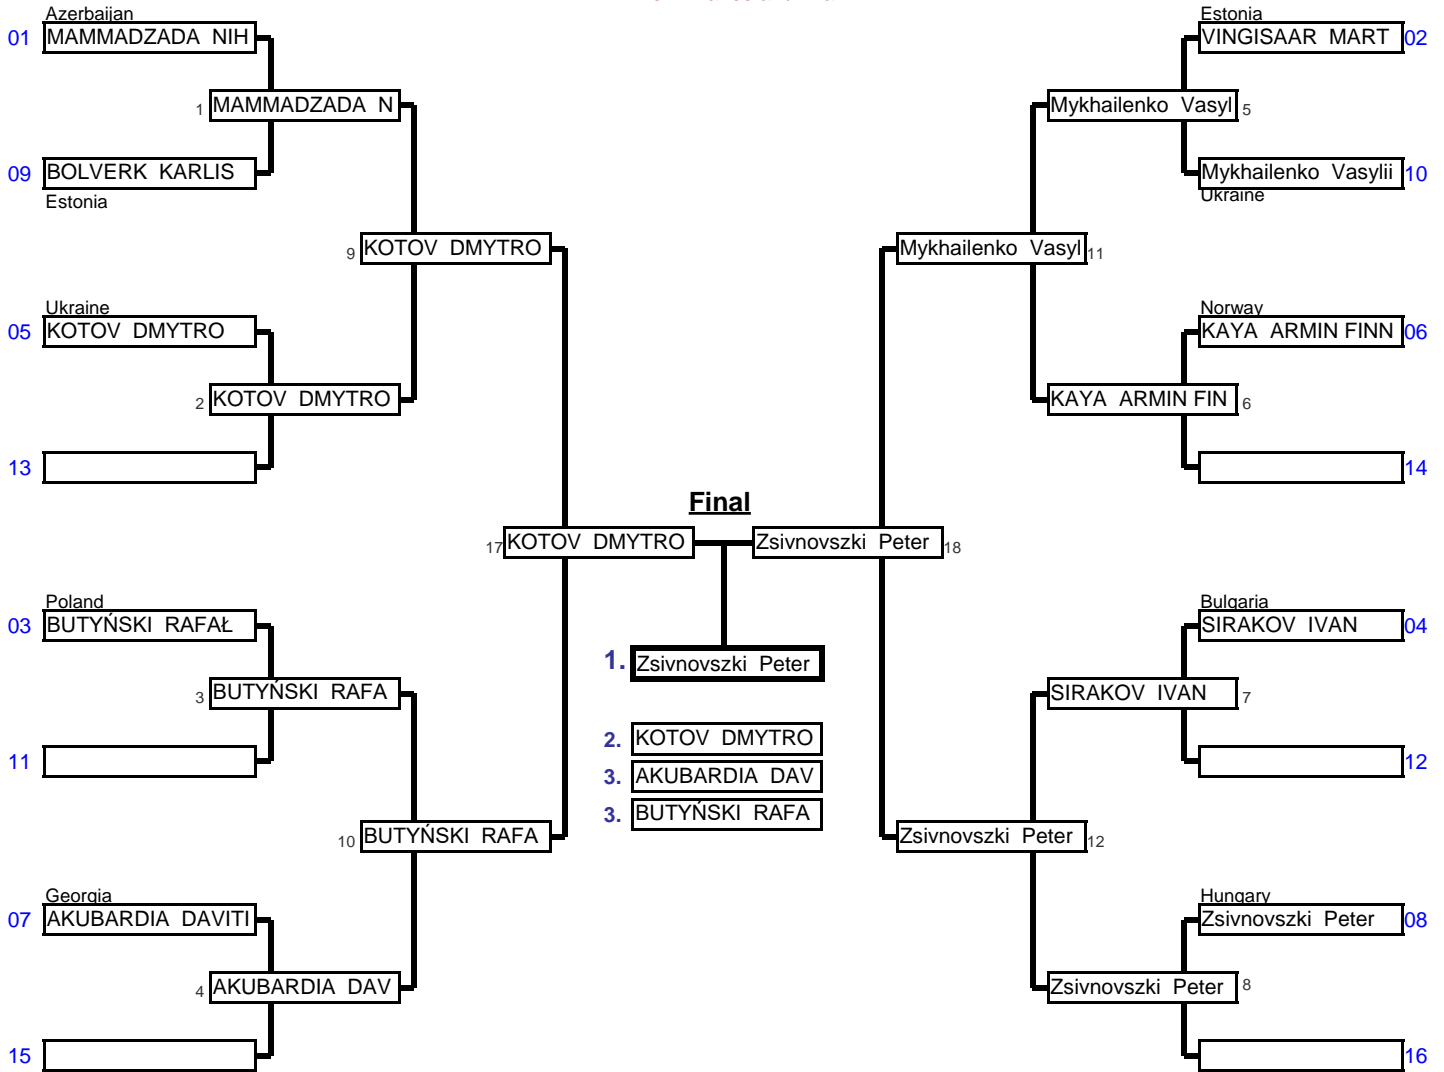 Azerbaijan
01 MAMMADZADA NIH
1 MAMMADZADA N
09 BOLVERK KARLIS
Estonia
9 KOTOV DMYTRO
Ukraine
05 KOTOV DMYTRO
2 KOTOV DMYTRO
13
17 KOTOV DMYTRO
Poland
03 BUTYŃSKI RAFAŁ
3 BUTYŃSKI RAFA
11
10 BUTYŃSKI RAFA
Georgia
07 AKUBARDIA DAVITI
4 AKUBARDIA DAV
15
Final
1. Zsivnovszki Peter
2. KOTOV DMYTRO
3. AKUBARDIA DAV
3. BUTYŃSKI RAFA
Estonia
VINGISAAR MART 02
Mykhailenko Vasyl 5
Mykhailenko Vasylii 10
Ukraine
Mykhailenko Vasyl 11
Norway
KAYA ARMIN FINN 06
KAYA ARMIN FIN 6
14
Zsivnovszki Peter 18
Bulgaria
SIRAKOV IVAN 04
SIRAKOV IVAN 7
12
Zsivnovszki Peter 12
Hungary
Zsivnovszki Peter 08
Zsivnovszki Peter 8
16